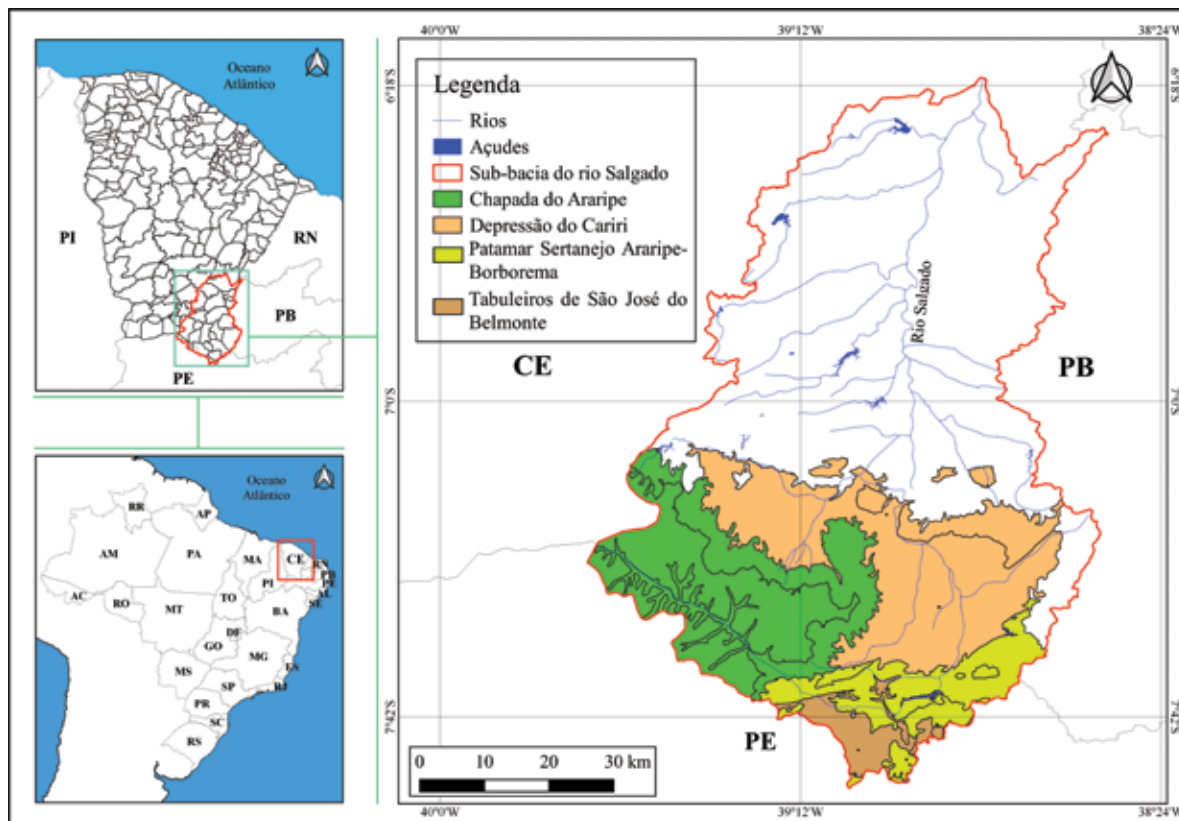 Oceano
Atlântico
PI
RN
PB
PE
Oceano
Atlântico
RR
AP
AM
PA
MA
CE
RN
PB
PE
AL
SE
PI
AC
RO
TO
BA
MT
DF
GO
MG
ES
MS
SP
RJ
PR
SC
RS
40°0'W
39°12'W
38°24'W
6°18'S
6°18'S
Legenda
Rios
Açudes
Sub-bacia do rio Salgado
Chapada do Araripe
Depressão do Cariri
Patamar Sertanejo Araripe-
Borborema
Tabuleiros de São José do
Belmonte
Rio Salgado
CE
PB
7°0'S
7°0'S
PE
7°42'S
7°42'S
0 10 20 30 km
40°0'W
39°12'W
38°24'W